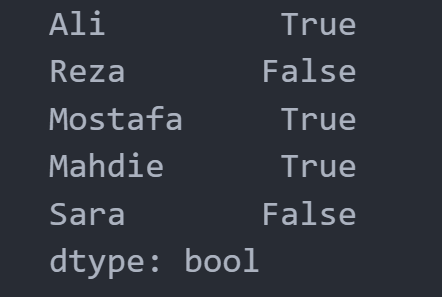 Ali True
Reza False
Mostafa True
Mahdie True
Sara False
dtype: bool